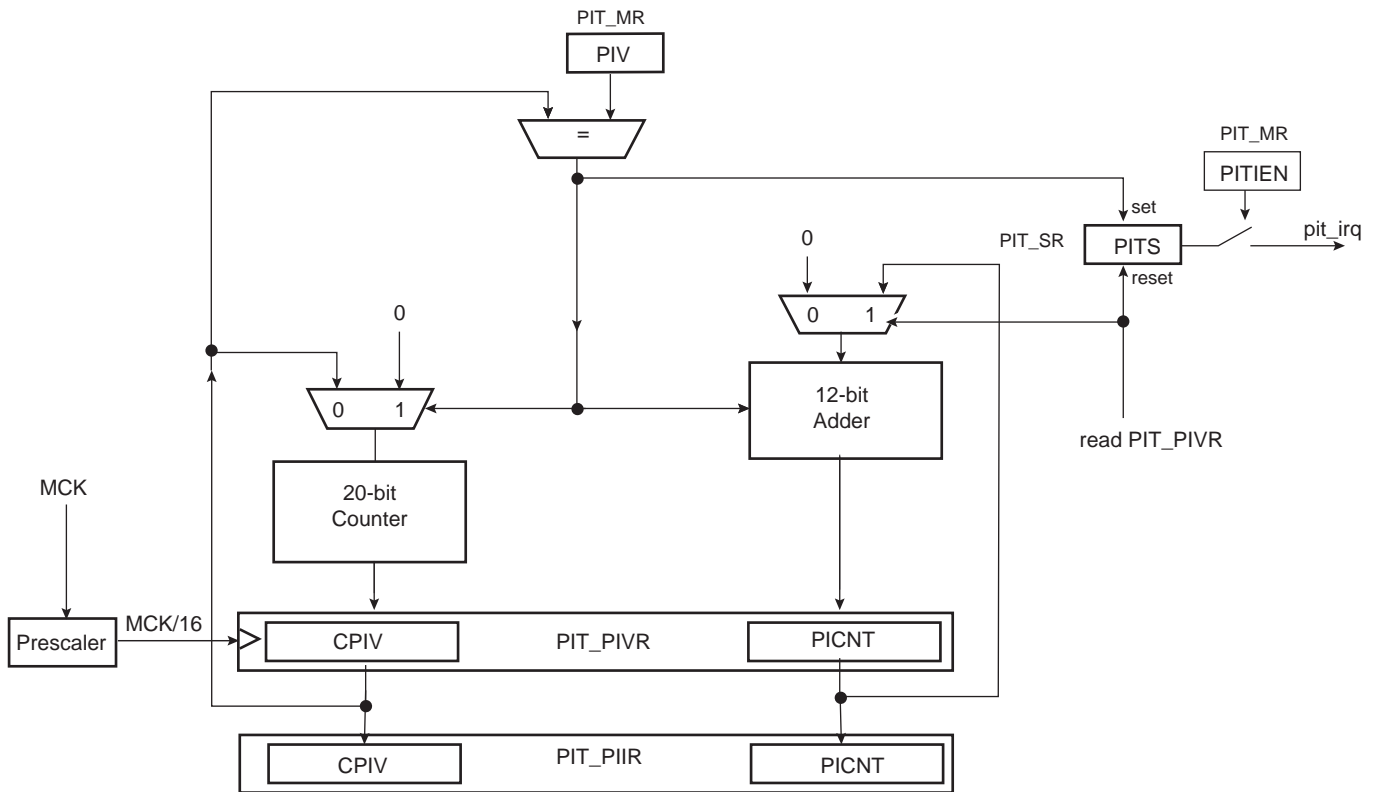 PIT_MR
PIV
=
PIT_MR
PITIEN
set
PIT_SR
PITS
pit_irq
reset
0
0 1
0
0 1
12-bit
Adder
read PIT_PIVR
MCK
20-bit
Counter
MCK/16
Prescaler
CPIV
PIT_PIVR
PICNT
CPIV
PIT_PIIR
PICNT